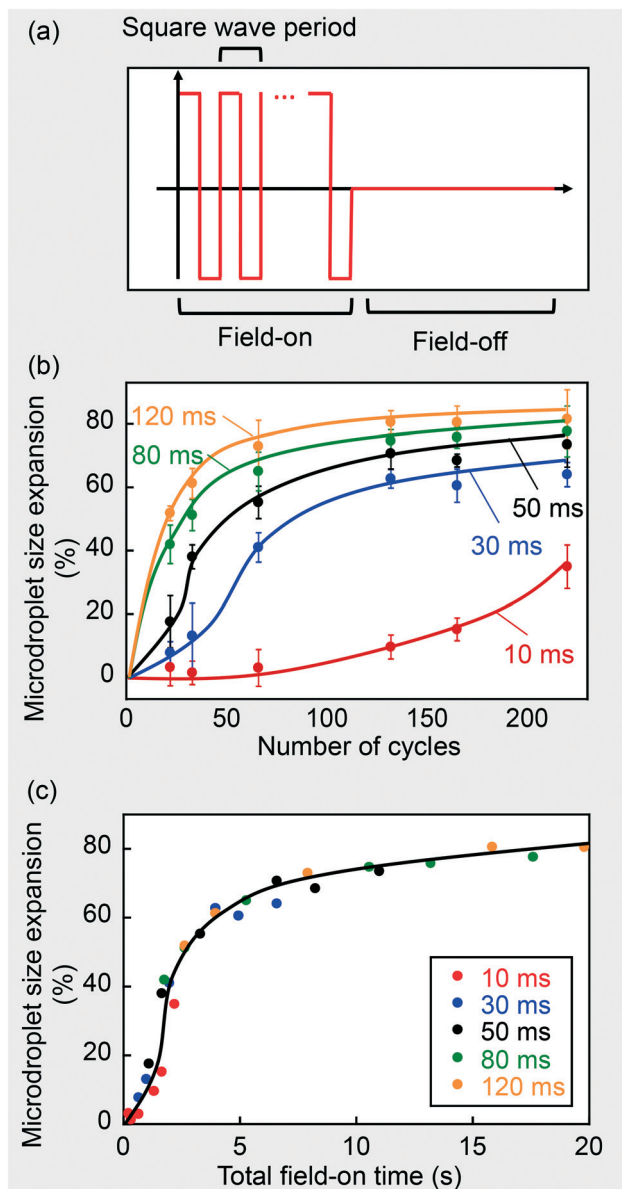 (a)
Square wave period
...
Field-on
Field-off
(b)
Microdroplet size expansion
(%)
80
60
40
20
0
120 ms
80 ms
50 ms
30 ms
10 ms
0
50
100
150
200
Number of cycles
(c)
Microdroplet size expansion
(%)
80
60
40
20
0
10 ms
30 ms
50 ms
80 ms
120 ms
0
5
10
15
20
Total field-on time (s)